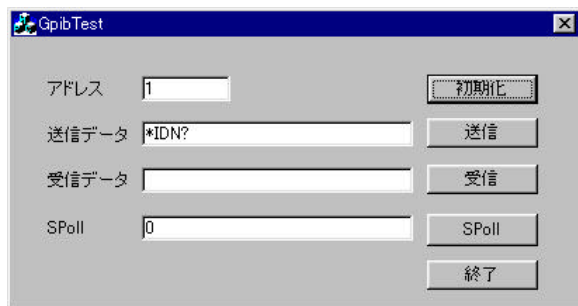 GpibTest
アドレス 1 初期化
送信データ *IDN? 送信
受信データ 受信
SPoll 0 SPoll
終了